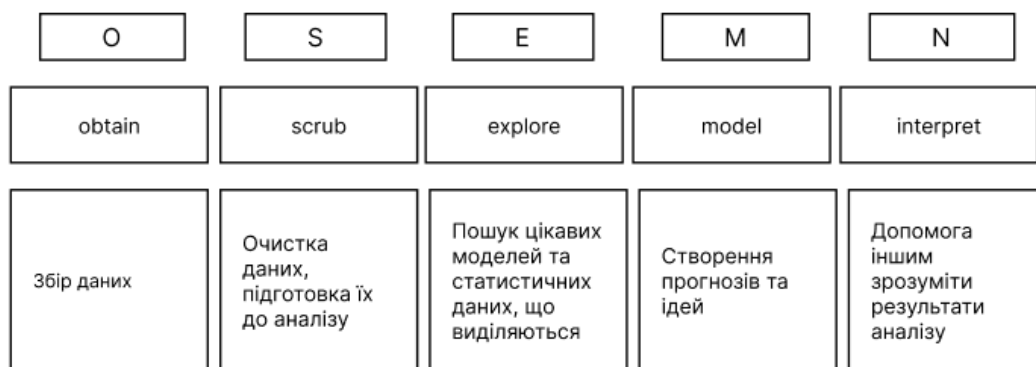 O
S
E
M
N
obtain
scrub
explore
model
interpret
Збір даних
Очистка
даних,
підготовка їх
до аналізу
Пошук цікавих
моделей та
статистичних
даних, що
виділяються
Створення
прогнозів та
ідей
Допомога
іншим
зрозуміти
результати
аналізу